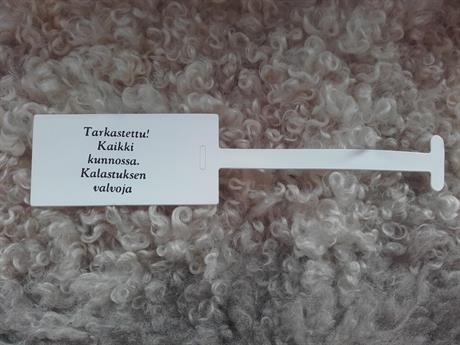 Tarkastettu!
Kaikki
kunnossa.
Kalastuksen
valvoja